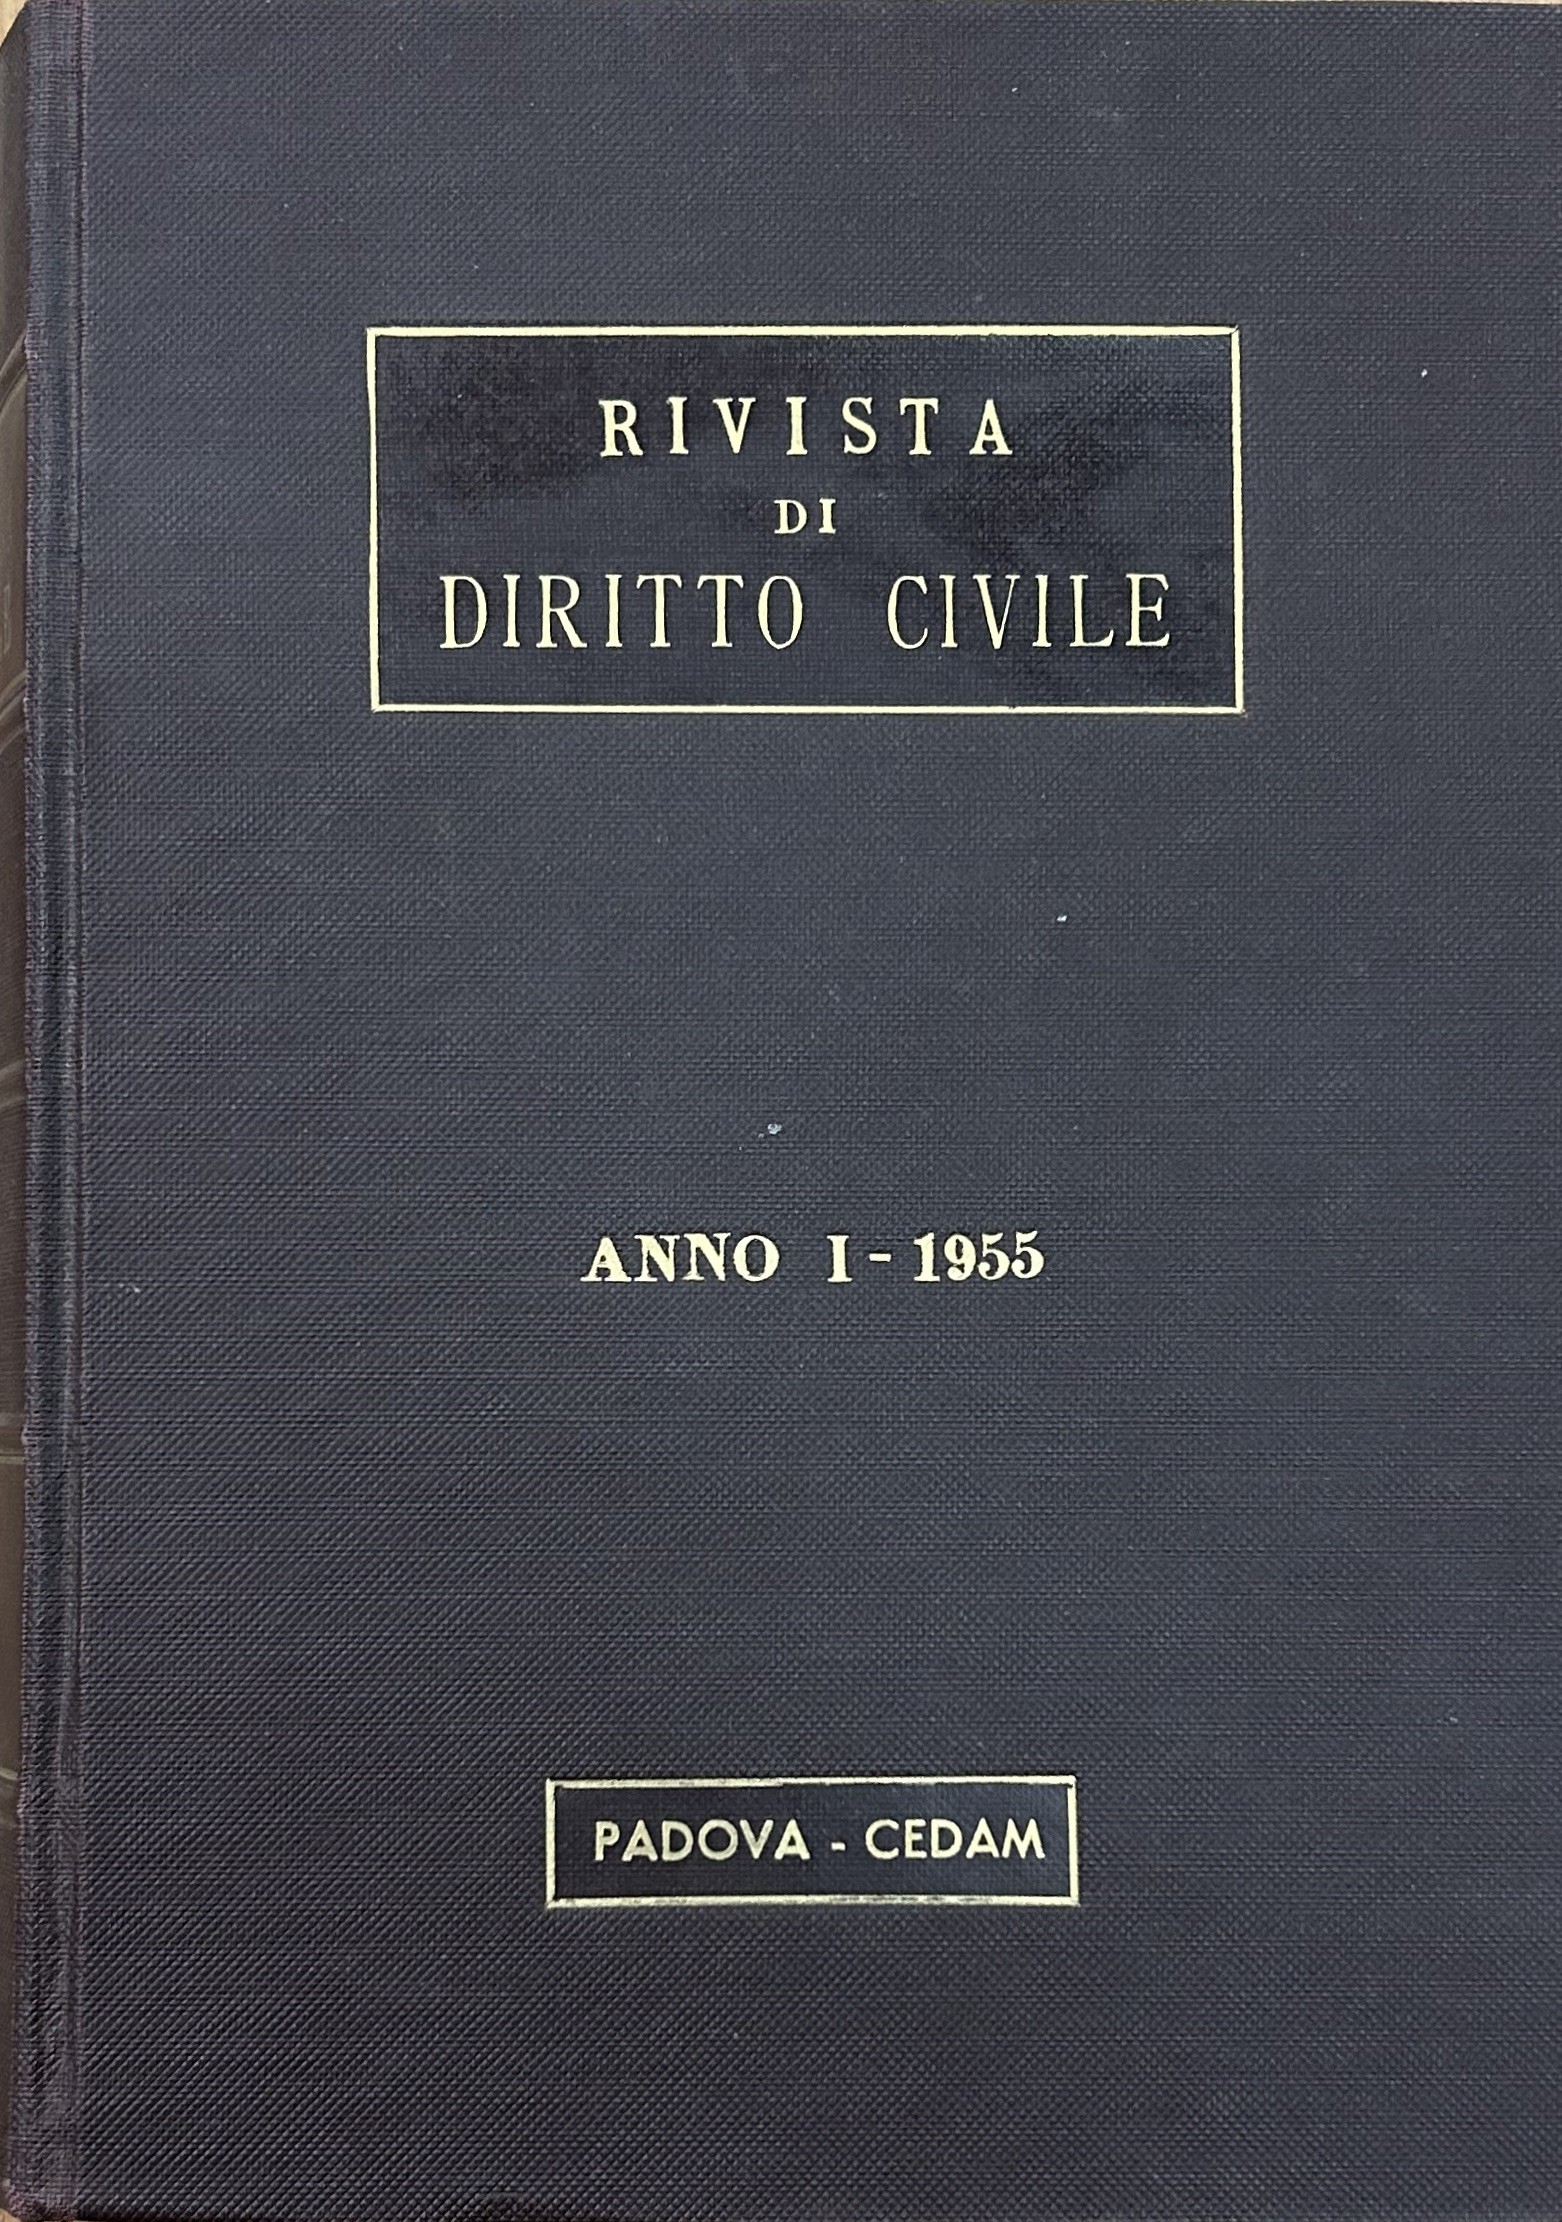 RIVISTA
DI
DIRITTO CIVILE
ANNO I - 1955
PADOVA - CEDAM